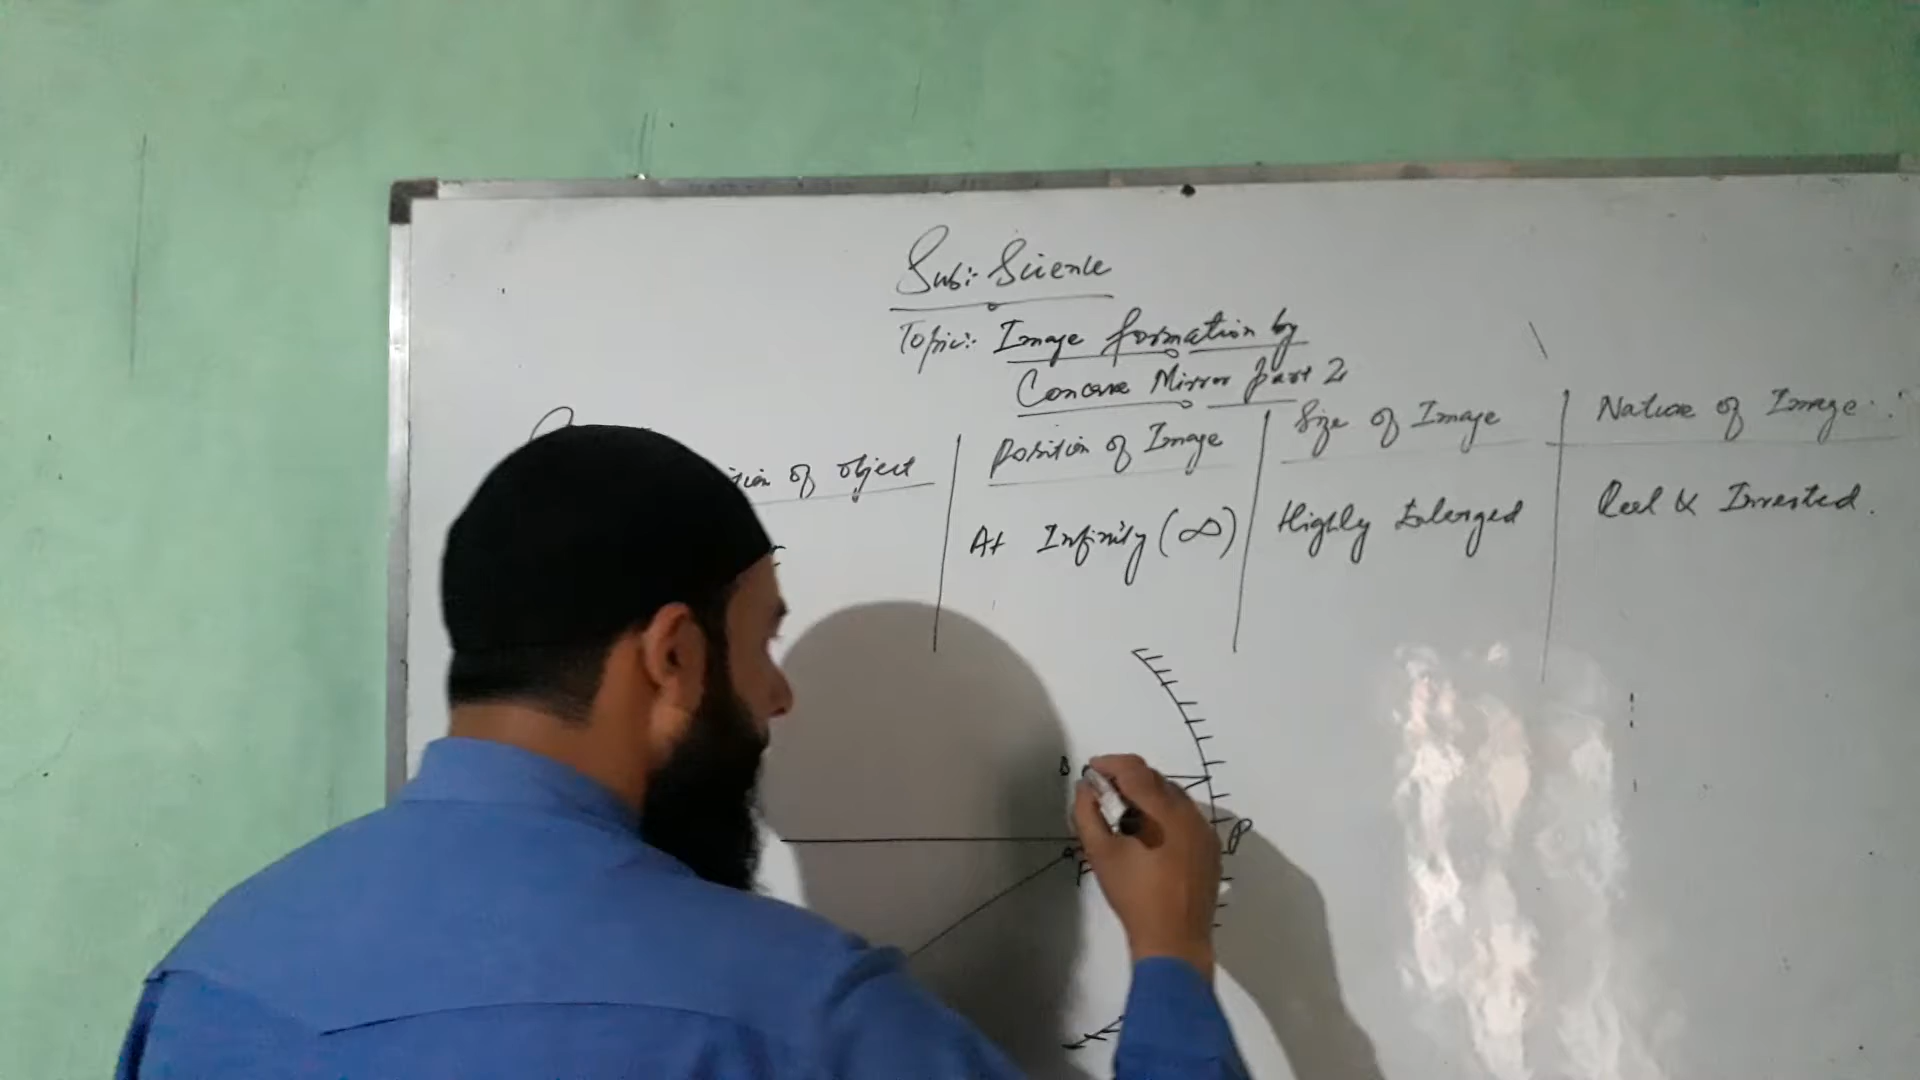 Sub:- Science
Topic:- Image formation by
Concave Mirror part 2
tion of object
Position of Image
Size of Image
Nature of Image :
At Infinity (∞)
Highly Enlarged
Real & Inverted.
B
P
F